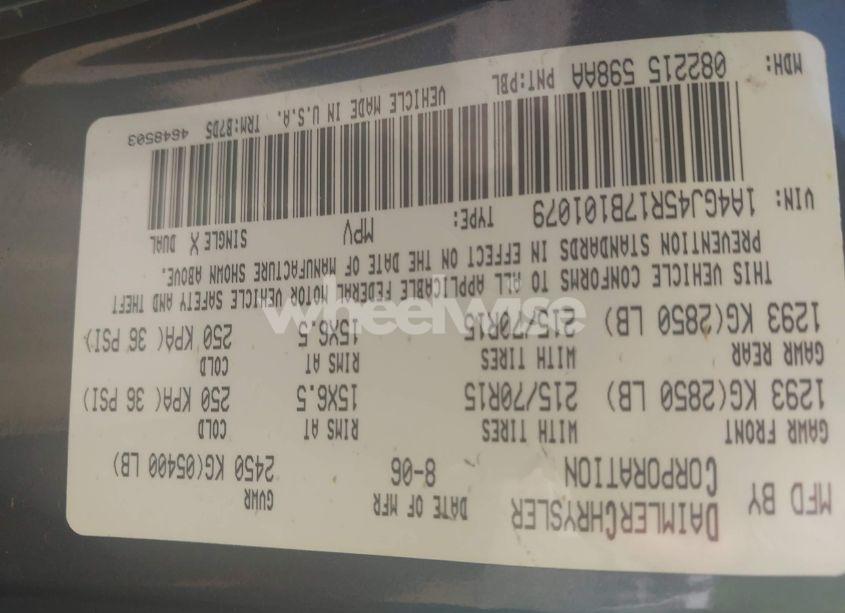 MFD BY DAIMLERCHRYSLER CORPORATION
DATE OF MFR 8-06
GVWR 2450 KG(05400 LB)
GAWR FRONT WITH TIRES RIMS AT COLD
1293 KG(2850 LB) 215/70R15 15X6.5 250 KPA( 36 PSI)
GAWR REAR WITH TIRES RIMS AT COLD
1293 KG(2850 LB) 215/70R15 15X6.5 250 KPA( 36 PSI)
THIS VEHICLE CONFORMS TO ALL APPLICABLE FEDERAL MOTOR VEHICLE SAFETY AND THEFT
PREVENTION STANDARDS IN EFFECT ON THE DATE OF MANUFACTURE SHOWN ABOVE.
VIN: 1A4GJ45R17B101079 TYPE: MPV SINGLE X DUAL
VEHICLE MADE IN U.S.A. TRM:B7D5 4648503
MDH: 082215 598AA PNT:PBL
wheelwise